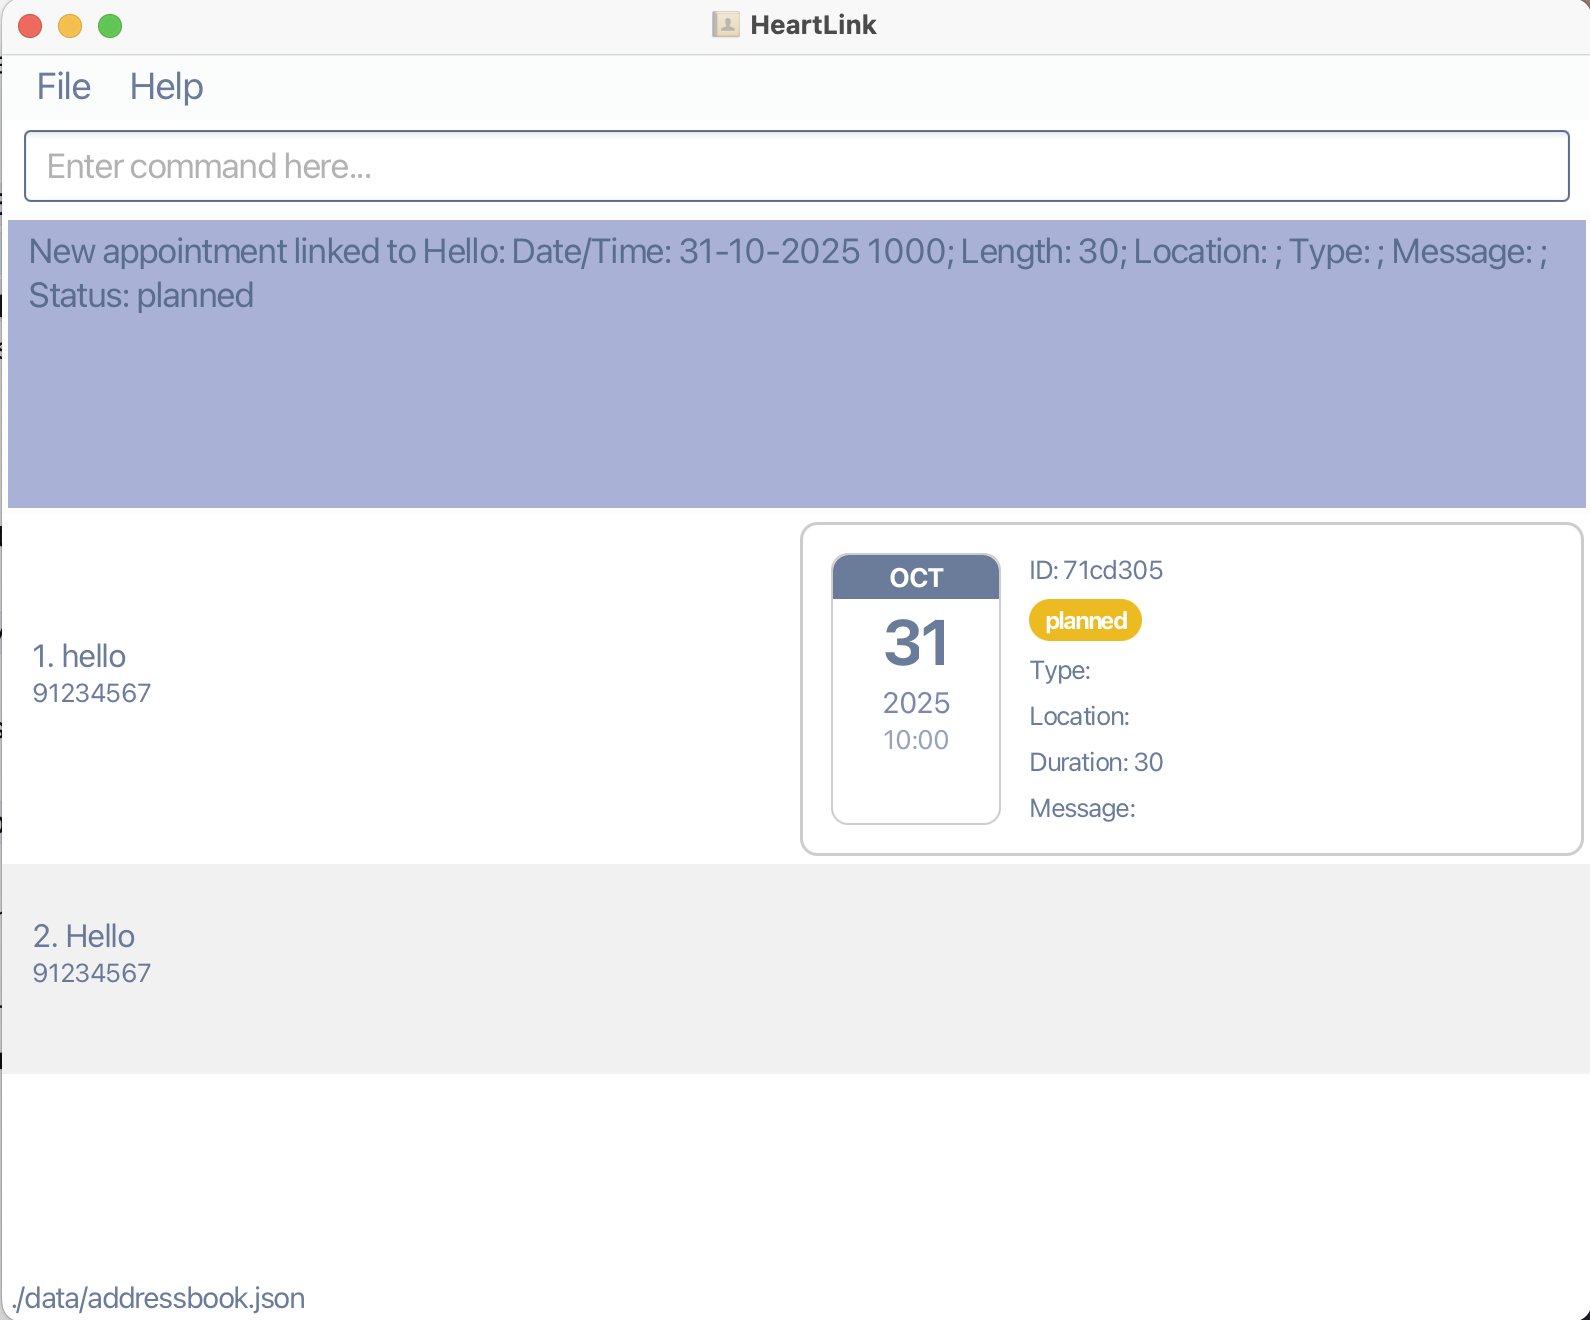 HeartLink
File Help
Enter command here...
New appointment linked to Hello: Date/Time: 31-10-2025 1000; Length: 30; Location: ; Type: ; Message: ;
Status: planned
1. hello
91234567
OCT
31
2025
10:00
ID: 71cd305
planned
Type:
Location:
Duration: 30
Message:
2. Hello
91234567
./data/addressbook.json